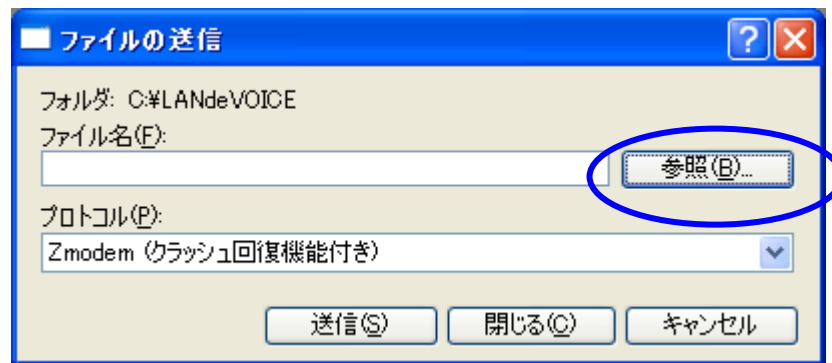 ファイルの送信
フォルダ: C:¥LANdeVOICE
ファイル名(F):
参照(B)...
プロトコル(P):
Zmodem (クラッシュ回復機能付き)
送信(S) 閉じる(C) キャンセル